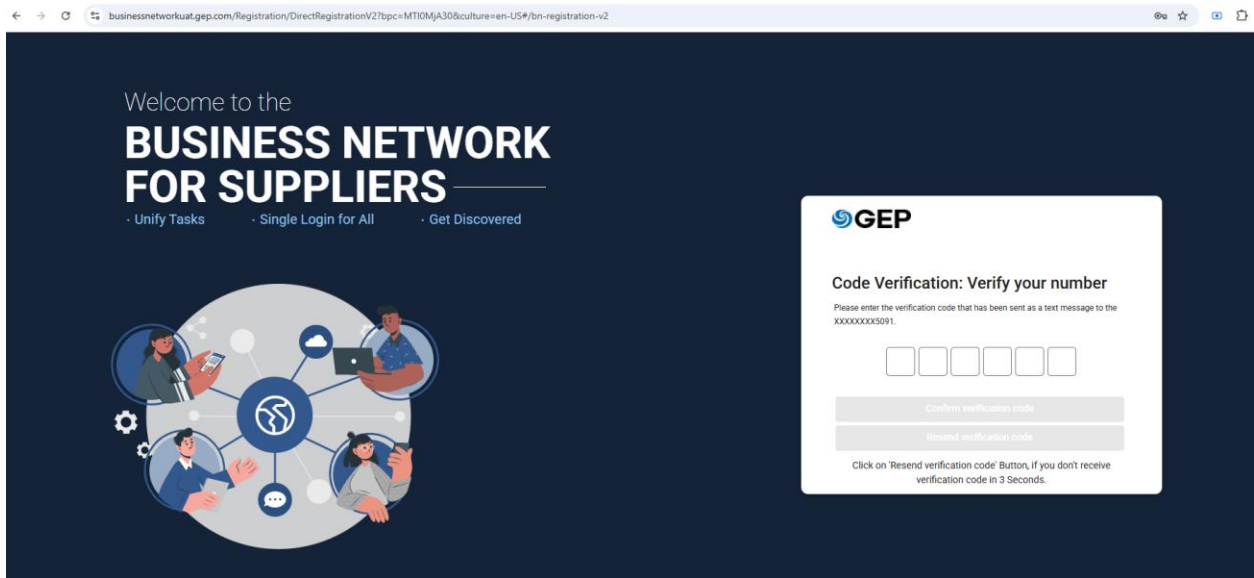 businessnetworkuat.gep.com/Registration/DirectRegistrationV2?bpc=MTI0MjA30&culture=en-US#/bn-registration-v2
Welcome to the
BUSINESS NETWORK
FOR SUPPLIERS
· Unify Tasks · Single Login for All · Get Discovered
GEP
Code Verification: Verify your number
Please enter the verification code that has been sent as a text message to the
XXXXXXXX5091.
Confirm verification code
Resend verification code
Click on 'Resend verification code' Button, if you don't receive
verification code in 3 Seconds.